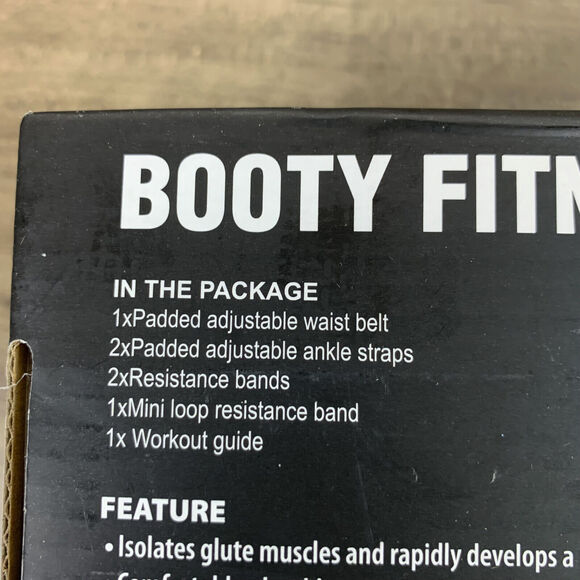 BOOTY FITN
IN THE PACKAGE
1xPadded adjustable waist belt
2xPadded adjustable ankle straps
2xResistance bands
1xMini loop resistance band
1x Workout guide
FEATURE
• Isolates glute muscles and rapidly develops a